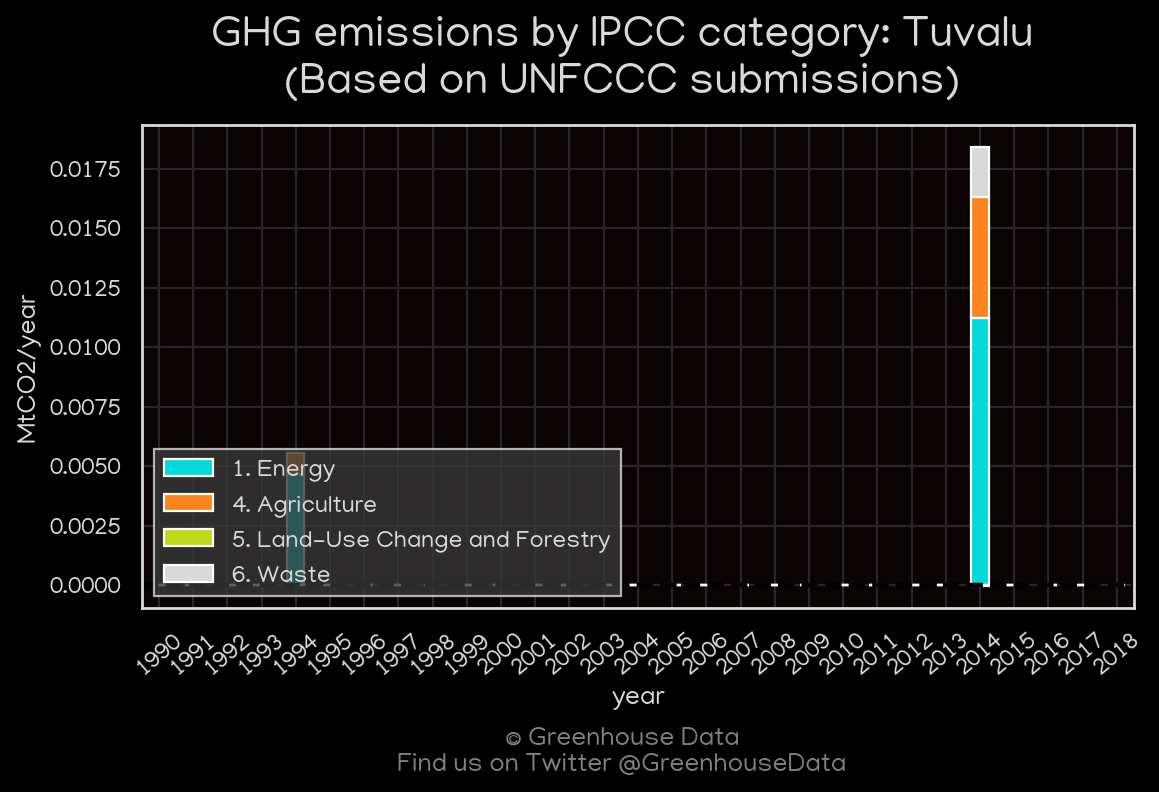 GHG emissions by IPCC category: Tuvalu
(Based on UNFCCC submissions)
MtCO2/year
0.0175
0.0150
0.0125
0.0100
0.0075
0.0050
0.0025
0.0000
1. Energy
4. Agriculture
5. Land-Use Change and Forestry
6. Waste
1990 1991 1992 1993 1994 1995 1996 1997 1998 1999 2000 2001 2002 2003 2004 2005 2006 2007 2008 2009 2010 2011 2012 2013 2014 2015 2016 2017 2018
year
© Greenhouse Data
Find us on Twitter @GreenhouseData